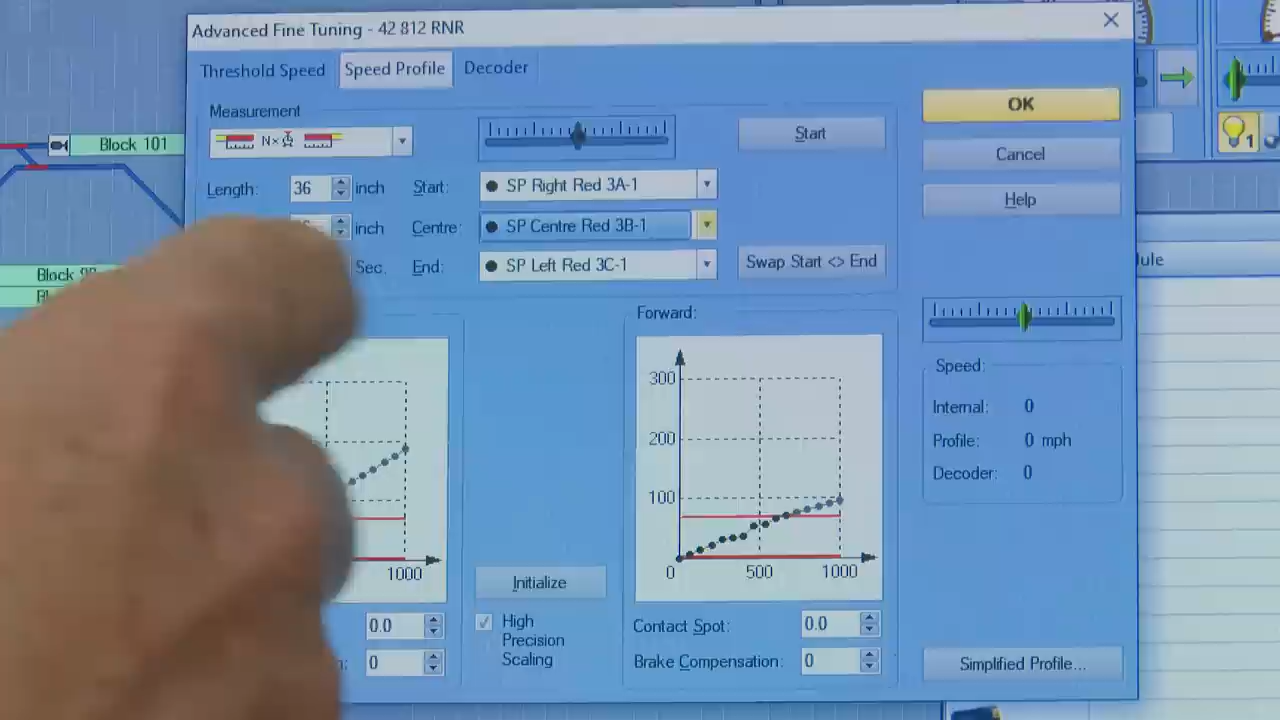 Advanced Fine Tuning - 42 812 RNR
Threshold Speed
Speed Profile
Decoder
Measurement
OK
Block 101
N×
Start
Cancel
Length:
36
inch
Start:
SP Right Red 3A-1
Help
inch
Centre:
SP Centre Red 3B-1
Sec.
End:
SP Left Red 3C-1
Swap Start <> End
Block
Forward:
300
200
100
0
500
1000
1000
Speed:
Internal:
0
Profile:
0 mph
Decoder:
0
Initialize
High
Precision
Scaling
0.0
0
Contact Spot:
0.0
Brake Compensation:
0
Simplified Profile...
1